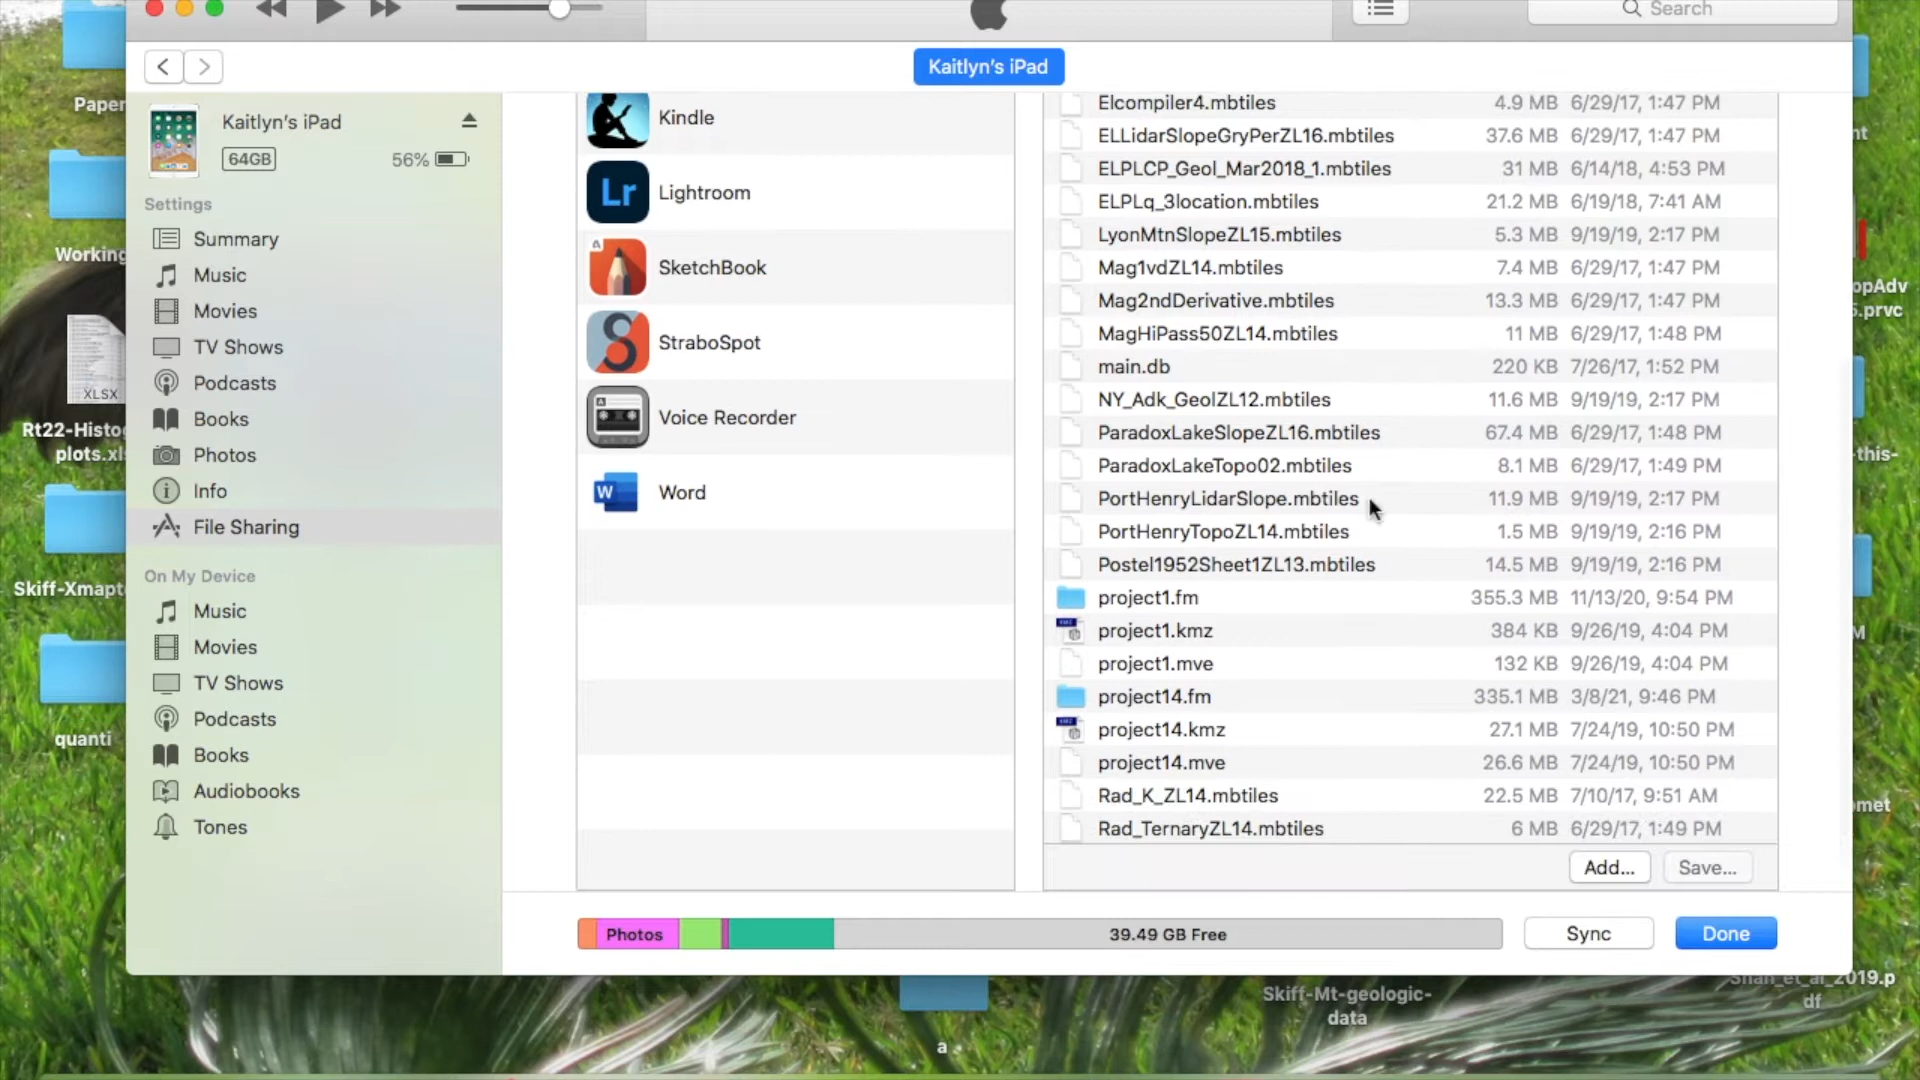 Search
Kaitlyn's iPad
Kaitlyn's iPad
64GB
56%
Settings
Summary
Music
Movies
TV Shows
Podcasts
Books
Photos
Info
File Sharing
On My Device
Music
Movies
TV Shows
Podcasts
Books
Audiobooks
Tones
Kindle
Lr Lightroom
SketchBook
StraboSpot
Voice Recorder
W Word
Elcompiler4.mbtiles 4.9 MB 6/29/17, 1:47 PM
ELLidarSlopeGryPerZL16.mbtiles 37.6 MB 6/29/17, 1:47 PM
ELPLCP_Geol_Mar2018_1.mbtiles 31 MB 6/14/18, 4:53 PM
ELPLq_3location.mbtiles 21.2 MB 6/19/18, 7:41 AM
LyonMtnSlopeZL15.mbtiles 5.3 MB 9/19/19, 2:17 PM
Mag1vdZL14.mbtiles 7.4 MB 6/29/17, 1:47 PM
Mag2ndDerivative.mbtiles 13.3 MB 6/29/17, 1:47 PM
MagHiPass50ZL14.mbtiles 11 MB 6/29/17, 1:48 PM
main.db 220 KB 7/26/17, 1:52 PM
NY_Adk_GeolZL12.mbtiles 11.6 MB 9/19/19, 2:17 PM
ParadoxLakeSlopeZL16.mbtiles 67.4 MB 6/29/17, 1:48 PM
ParadoxLakeTopo02.mbtiles 8.1 MB 6/29/17, 1:49 PM
PortHenryLidarSlope.mbtiles 11.9 MB 9/19/19, 2:17 PM
PortHenryTopoZL14.mbtiles 1.5 MB 9/19/19, 2:16 PM
Postel1952Sheet1ZL13.mbtiles 14.5 MB 9/19/19, 2:16 PM
project1.fm 355.3 MB 11/13/20, 9:54 PM
project1.kmz 384 KB 9/26/19, 4:04 PM
project1.mve 132 KB 9/26/19, 4:04 PM
project14.fm 335.1 MB 3/8/21, 9:46 PM
project14.kmz 27.1 MB 7/24/19, 10:50 PM
project14.mve 26.6 MB 7/24/19, 10:50 PM
Rad_K_ZL14.mbtiles 22.5 MB 7/10/17, 9:51 AM
Rad_TernaryZL14.mbtiles 6 MB 6/29/17, 1:49 PM
Add... Save...
Photos 39.49 GB Free Sync Done
Paper
Working
XLSX
Rt22-Histog
plots.xls
Skiff-Xmapt
quanti
nt
opAdv
5.prvc
-this-
omet
M
Skiff-Mt-geologic-
data
Shah_et_al_2019.p
df
a